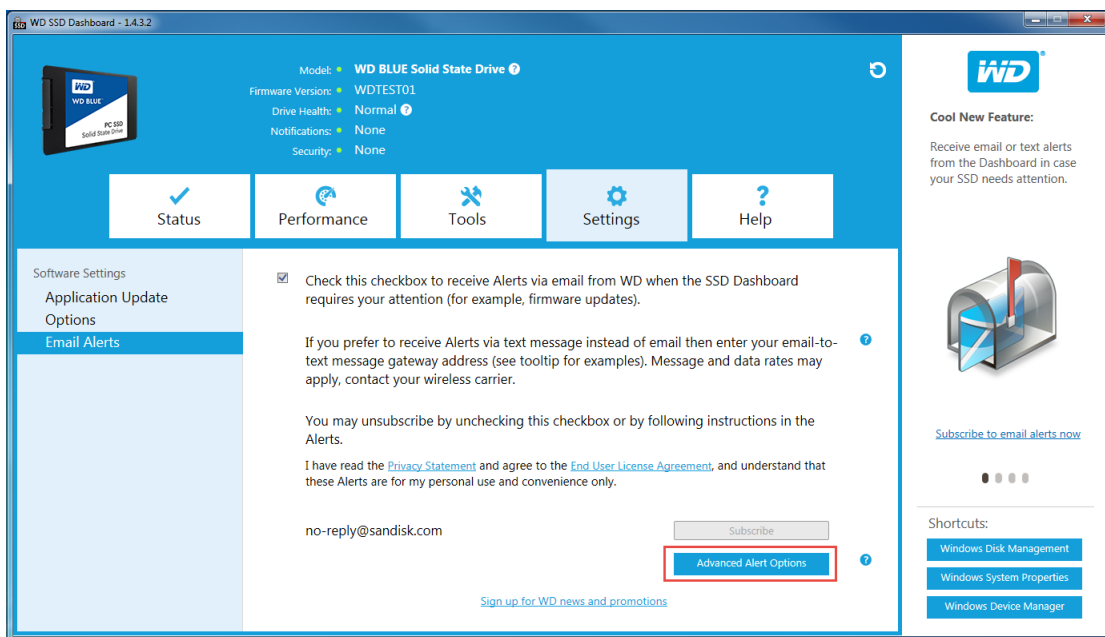 WD SSD Dashboard - 1.4.3.2
WD
WD BLUE
PC SSD
Solid State Drive
Model: WD BLUE Solid State Drive ?
Firmware Version: WDTEST01
Drive Health: Normal ?
Notifications: None
Security: None
Status
Performance
Tools
? 
Settings
Help
Software Settings
Application Update
Options
Email Alerts
Check this checkbox to receive Alerts via email from WD when the SSD Dashboard
requires your attention (for example, firmware updates).
If you prefer to receive Alerts via text message instead of email then enter your email-to-
text message gateway address (see tooltip for examples). Message and data rates may
apply, contact your wireless carrier.
?
You may unsubscribe by unchecking this checkbox or by following instructions in the
Alerts.
I have read the Privacy Statement and agree to the End User License Agreement, and understand that
these Alerts are for my personal use and convenience only.
no-reply@sandisk.com
Subscribe
Advanced Alert Options
?
Sign up for WD news and promotions
WD®
Cool New Feature:
Receive email or text alerts
from the Dashboard in case
your SSD needs attention.
Subscribe to email alerts now
Shortcuts:
Windows Disk Management
Windows System Properties
Windows Device Manager